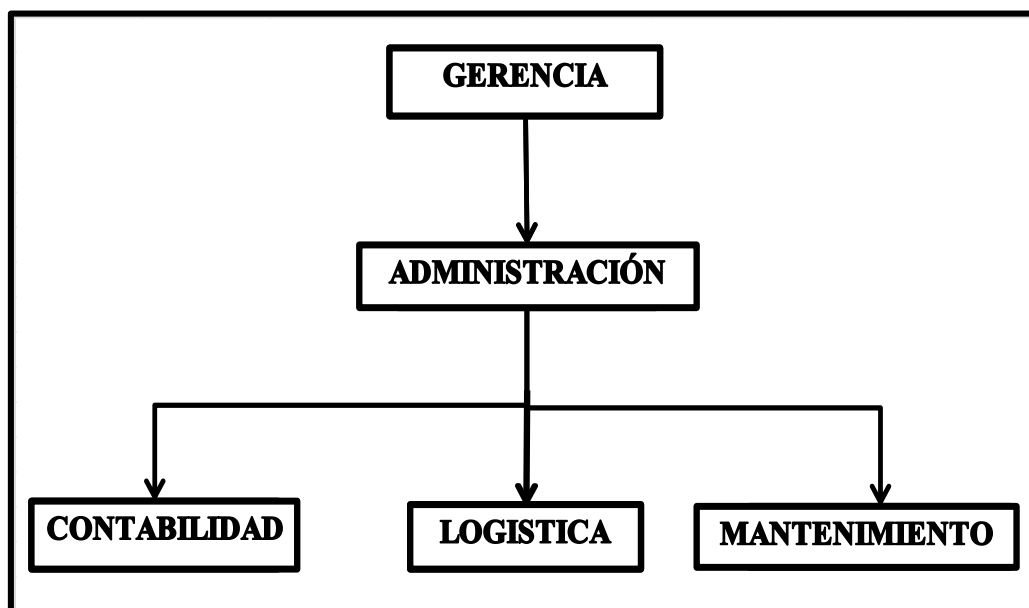 GERENCIA
ADMINISTRACIÓN
CONTABILIDAD
LOGISTICA
MANTENIMIENTO